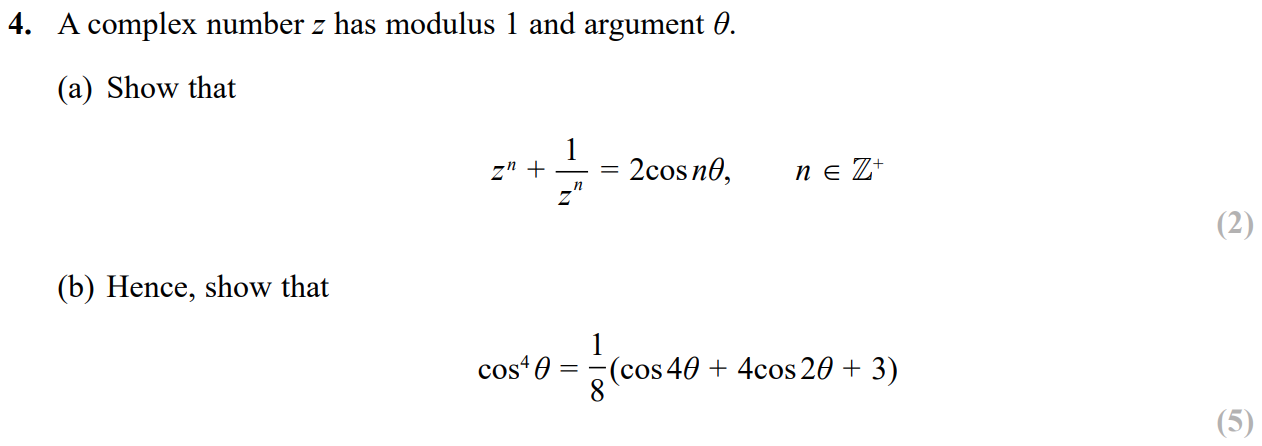 4. A complex number z has modulus 1 and argument θ.
(a) Show that
zⁿ + 1/zⁿ = 2cos nθ, n ∈ ℤ⁺
(2)
(b) Hence, show that
cos⁴θ = 1/8(cos 4θ + 4cos 2θ + 3)
(5)